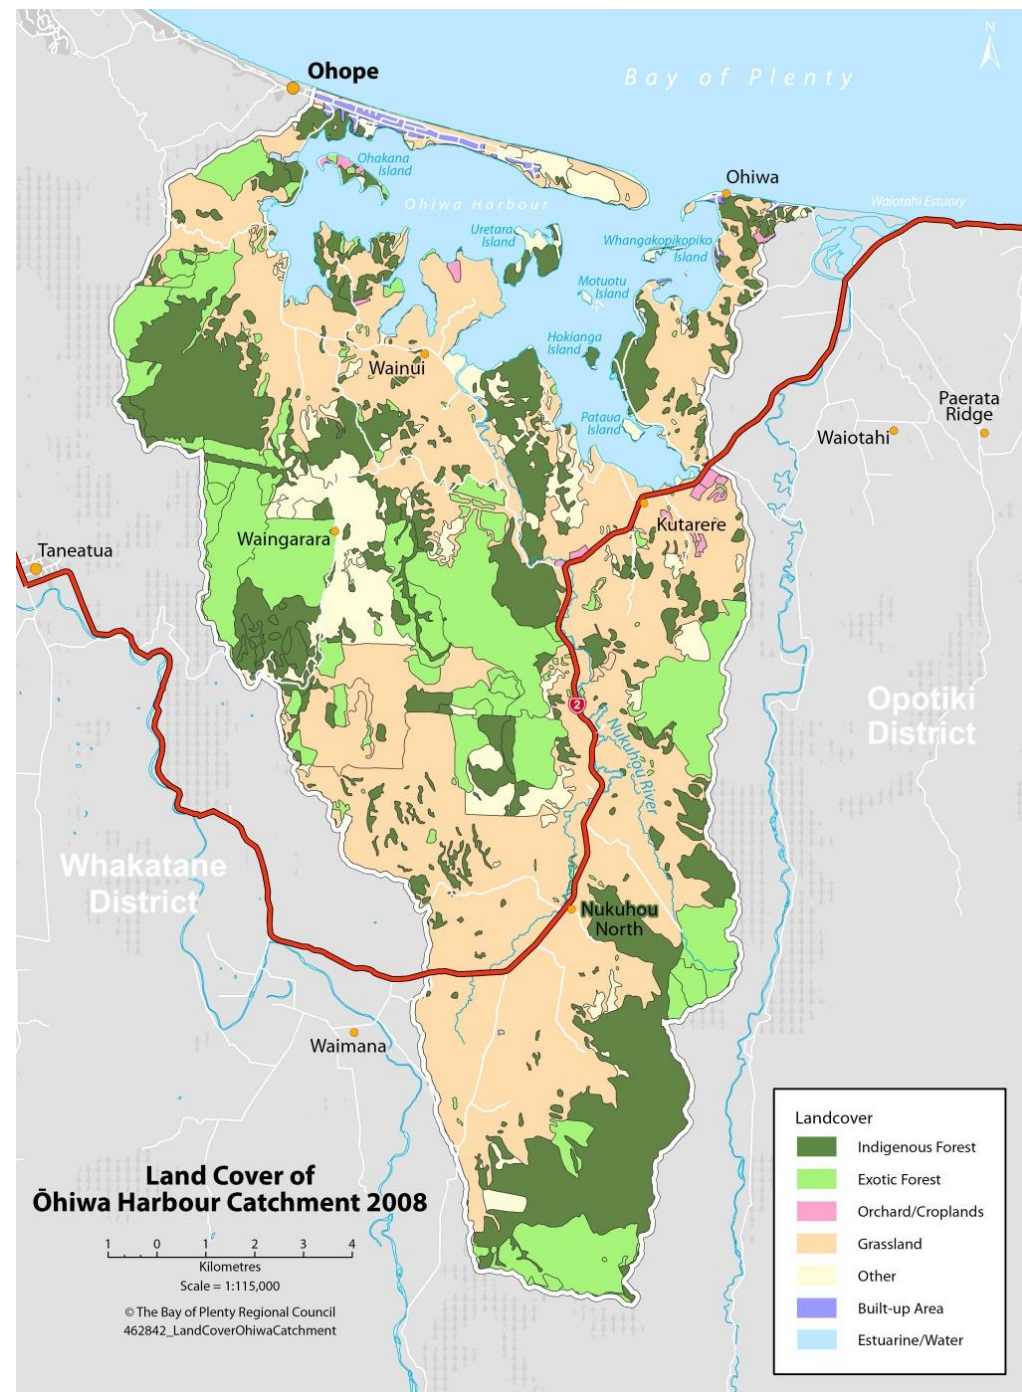 N
Ohope
Bay of Plenty
Ohakana
Island
Ohiwa
Ohiwa Harbour
Waiotahi Estuary
Uretara
Island
Whangakopikopiko
Island
Motuotu
Island
Hokianga
Island
Wainui
Pataua
Island
Paerata
Ridge
Waiotahi
Kutarere
Waingarara
Taneatua
2
Nukuhou River
Opotiki
District
Whakatane
District
Nukuhou
North
Waimana
Land Cover of
Ōhiwa Harbour Catchment 2008
1 0 1 2 3 4
Kilometres
Scale = 1:115,000
© The Bay of Plenty Regional Council
462842_LandCoverOhiwaCatchment
Landcover
Indigenous Forest
Exotic Forest
Orchard/Croplands
Grassland
Other
Built-up Area
Estuarine/Water